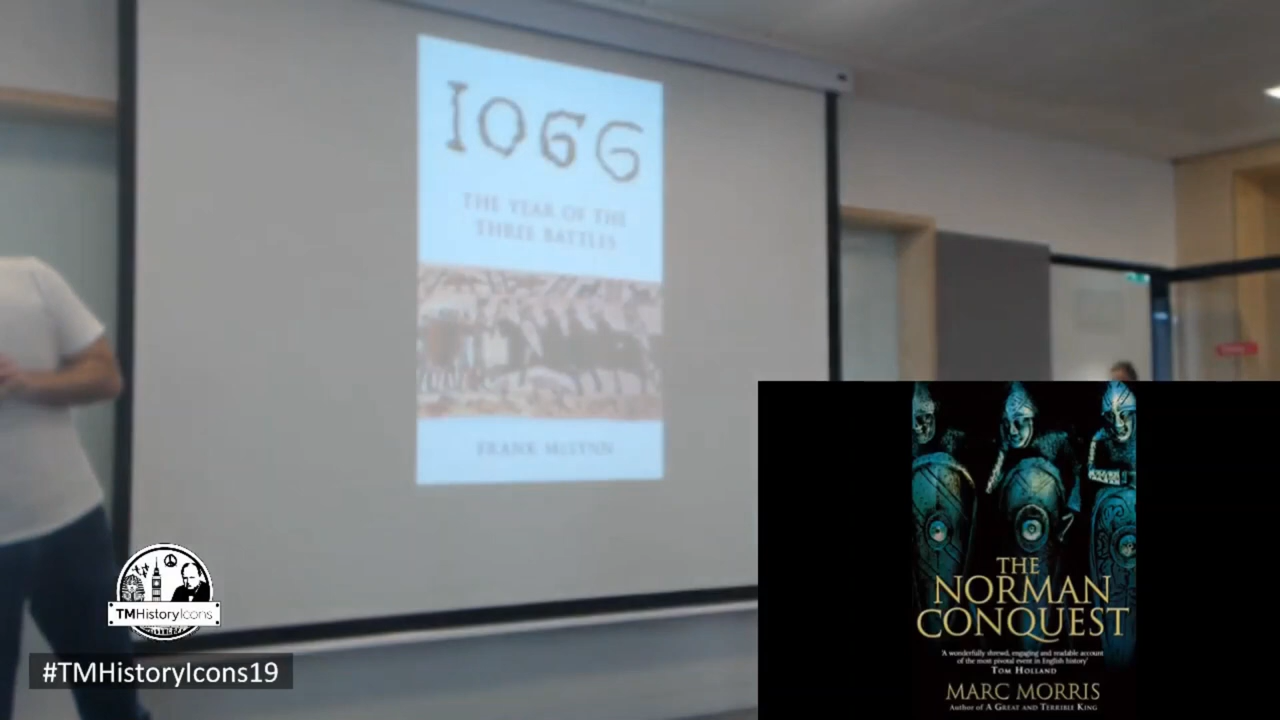 1066
THE YEAR OF THE
THREE BATTLES
FRANK MCLYNN
TMHistoryIcons
#TMHistoryIcons19
THE
NORMAN
CONQUEST
'A wonderfully shrewd, engaging and readable account
of the most pivotal event in English history'
TOM HOLLAND
MARC MORRIS
Author of A GREAT AND TERRIBLE KING